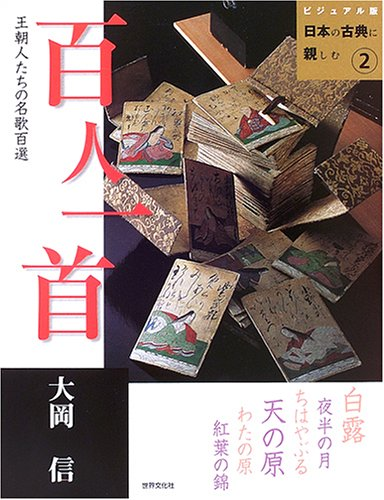 ビジュアル版
日本の古典に
親しむ
2
百人一首
王朝人たちの名歌百選
大岡 信
白露
夜半の月
ちはやぶる
天の原
わたの原
紅葉の錦
世界文化社